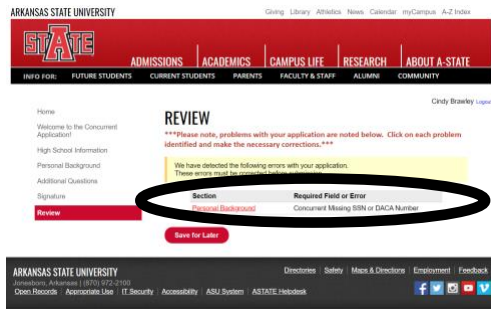 ARKANSAS STATE UNIVERSITY
Giving Library Athletics News Calendar myCampus A-Z Index
STATE
ADMISSIONS ACADEMICS CAMPUS LIFE RESEARCH ABOUT A-STATE
INFO FOR: FUTURE STUDENTS CURRENT STUDENTS PARENTS FACULTY & STAFF ALUMNI COMMUNITY
Cindy Brawley Logout
Home
Welcome to the Concurrent
Application!
High School Information
Personal Background
Additional Questions
Signature
Review
REVIEW
***Please note, problems with your application are noted below. Click on each problem
identified and make the necessary corrections.***
We have detected the following errors with your application.
These errors must be corrected before submission.
Section Required Field or Error
Personal Background Concurrent Missing SSN or DACA Number
Save for Later
ARKANSAS STATE UNIVERSITY
Jonesboro, Arkansas | (870) 972-2100
Directories Safety Maps & Directions Employment Feedback
Open Records Appropriate Use IT Security Accessibility ASU System ASTATE Helpdesk